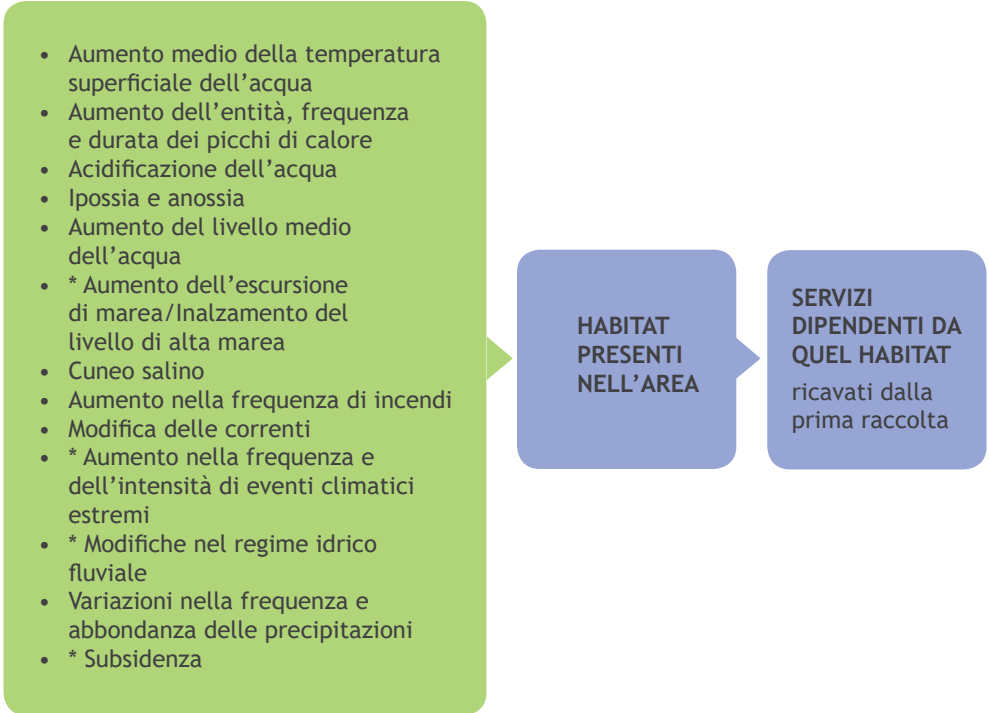 • Aumento medio della temperatura
superficiale dell’acqua
• Aumento dell’entità, frequenza
e durata dei picchi di calore
• Acidificazione dell’acqua
• Ipossia e anossia
• Aumento del livello medio
dell’acqua
• * Aumento dell’escursione
di marea/Inalzamento del
livello di alta marea
• Cuneo salino
• Aumento nella frequenza di incendi
• Modifica delle correnti
• * Aumento nella frequenza e
dell’intensità di eventi climatici
estremi
• * Modifiche nel regime idrico
fluviale
• Variazioni nella frequenza e
abbondanza delle precipitazioni
• * Subsidenza
HABITAT
PRESENTI
NELL’AREA
SERVIZI
DIPENDENTI DA
QUEL HABITAT
ricavati dalla
prima raccolta